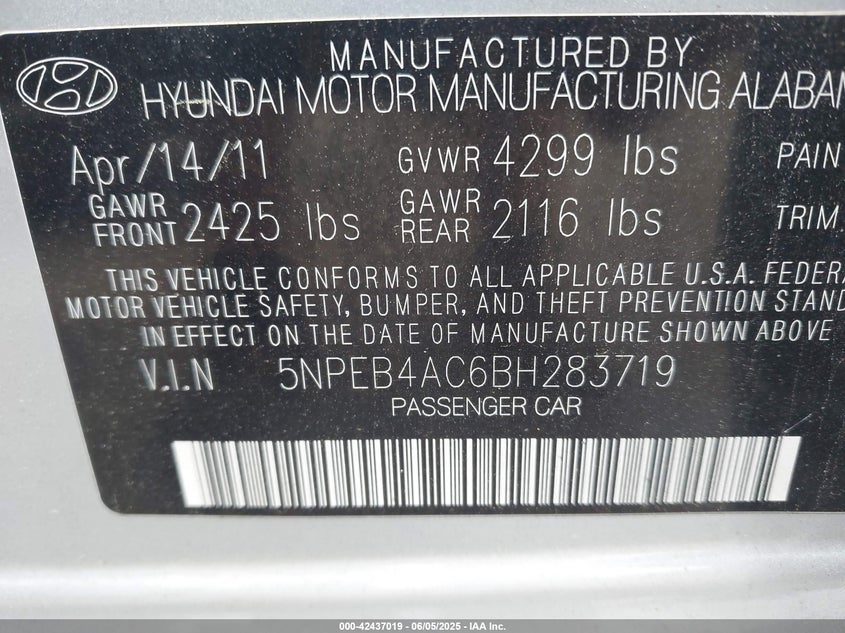 MANUFACTURED BY
HYUNDAI MOTOR MANUFACTURING ALABAM
Apr/14/11 GVWR 4299 lbs PAIN
GAWR FRONT 2425 lbs GAWR REAR 2116 lbs TRIM
THIS VEHICLE CONFORMS TO ALL APPLICABLE U.S.A. FEDERA
MOTOR VEHICLE SAFETY, BUMPER, AND THEFT PREVENTION STAND
IN EFFECT ON THE DATE OF MANUFACTURE SHOWN ABOVE
V.I.N 5NPEB4AC6BH283719
PASSENGER CAR
000-42437019 - 06/05/2025 - IAA Inc.